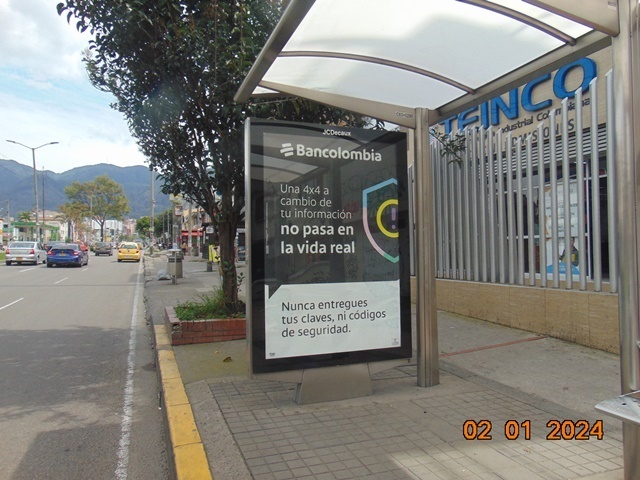 JCDecaux
Bancolombia
Una 4x4 a
cambio de
tu información
no pasa en
la vida real
Nunca entregues
tus claves, ni códigos
de seguridad.
TEINCO
02 01 2024